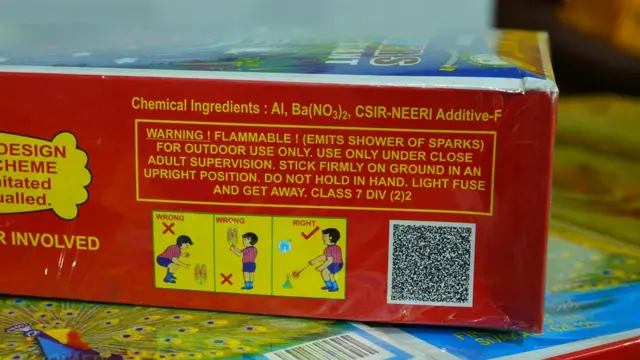 Chemical Ingredients : Al, Ba(NO₃)₂, CSIR-NEERI Additive-F
WARNING ! FLAMMABLE ! (EMITS SHOWER OF SPARKS)
FOR OUTDOOR USE ONLY. USE ONLY UNDER CLOSE
ADULT SUPERVISION. STICK FIRMLY ON GROUND IN AN
UPRIGHT POSITION. DO NOT HOLD IN HAND. LIGHT FUSE
AND GET AWAY. CLASS 7 DIV (2)2
DESIGN
CHEME
nitated
ualled.
R INVOLVED
WRONG
WRONG
RIGHT